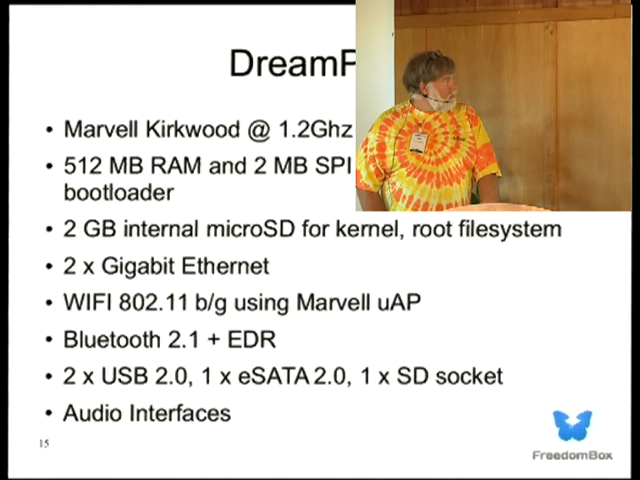 DreamP
• Marvell Kirkwood @ 1.2Ghz
• 512 MB RAM and 2 MB SPI
bootloader
• 2 GB internal microSD for kernel, root filesystem
• 2 x Gigabit Ethernet
• WIFI 802.11 b/g using Marvell uAP
• Bluetooth 2.1 + EDR
• 2 x USB 2.0, 1 x eSATA 2.0, 1 x SD socket
• Audio Interfaces
15
FreedomBox